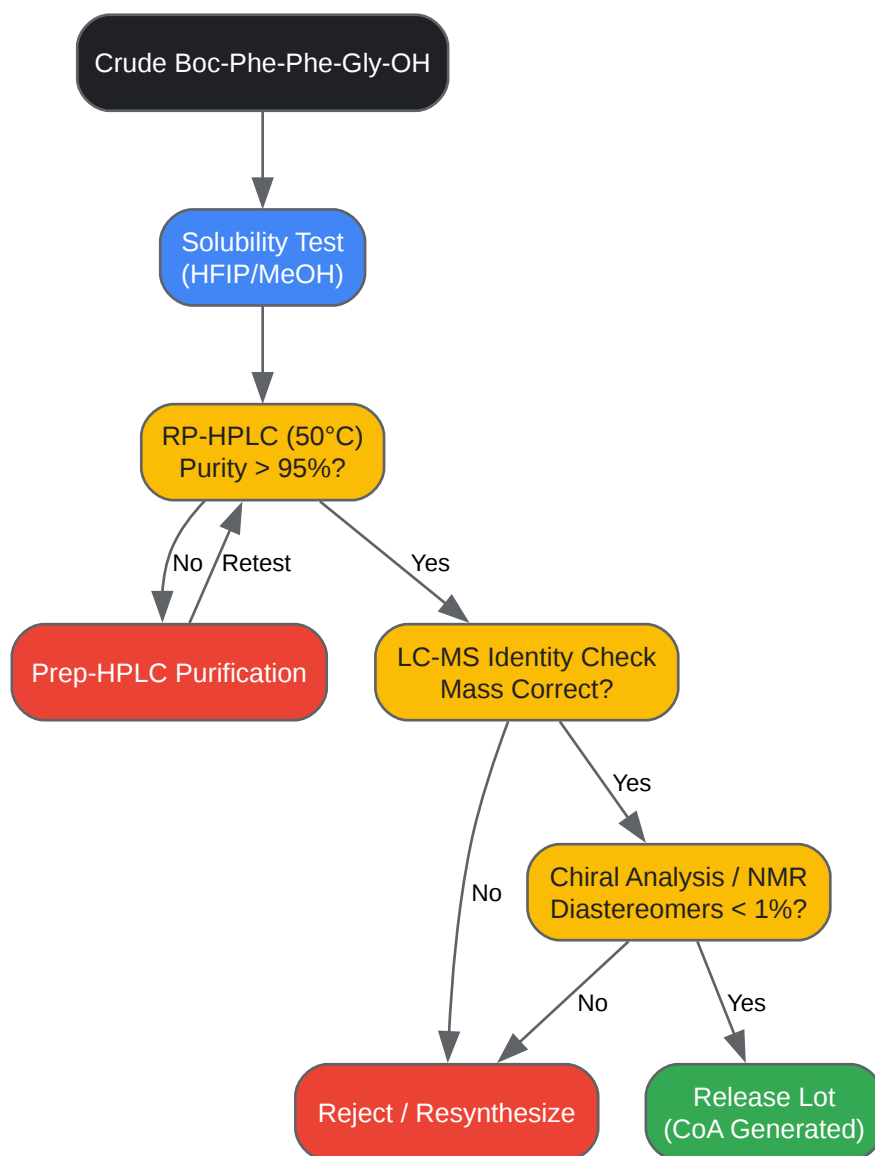 Crude Boc-Phe-Phe-Gly-OH
Solubility Test
(HFIP/MeOH)
RP-HPLC (50°C)
Purity > 95%?
No
Retest
Yes
Prep-HPLC Purification
LC-MS Identity Check
Mass Correct?
Yes
No
Chiral Analysis / NMR
Diastereomers < 1%?
No
Yes
Reject / Resynthesize
Release Lot
(CoA Generated)